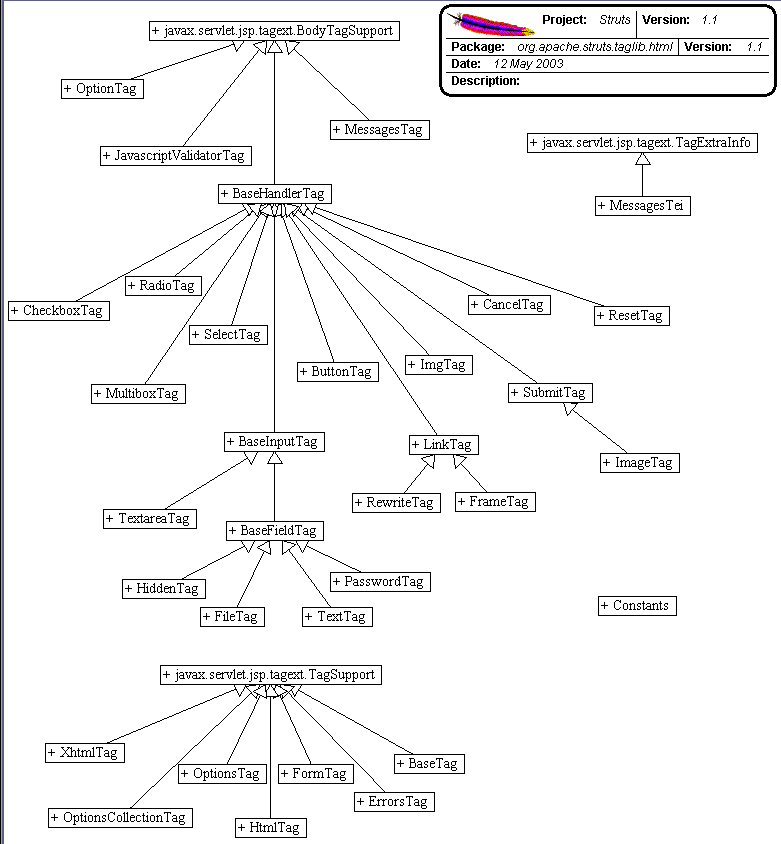 + javax.servlet.jsp.tagext.BodyTagSupport
Project: Struts Version: 1.1
Package: org.apache.struts.taglib.html Version: 1.1
Date: 12 May 2003
Description:
+ OptionTag
+ MessagesTag
+ JavascriptValidatorTag
+ javax.servlet.jsp.tagext.TagExtraInfo
+ BaseHandlerTag
+ MessagesTei
+ RadioTag
+ CheckboxTag
+ CancelTag
+ ResetTag
+ SelectTag
+ ButtonTag
+ ImgTag
+ MultiboxTag
+ SubmitTag
+ BaseInputTag
+ LinkTag
+ ImageTag
+ RewriteTag
+ FrameTag
+ TextareaTag
+ BaseFieldTag
+ HiddenTag
+ PasswordTag
+ FileTag
+ TextTag
+ Constants
+ javax.servlet.jsp.tagext.TagSupport
+ XhtmlTag
+ OptionsTag
+ FormTag
+ BaseTag
+ ErrorsTag
+ OptionsCollectionTag
+ HtmlTag